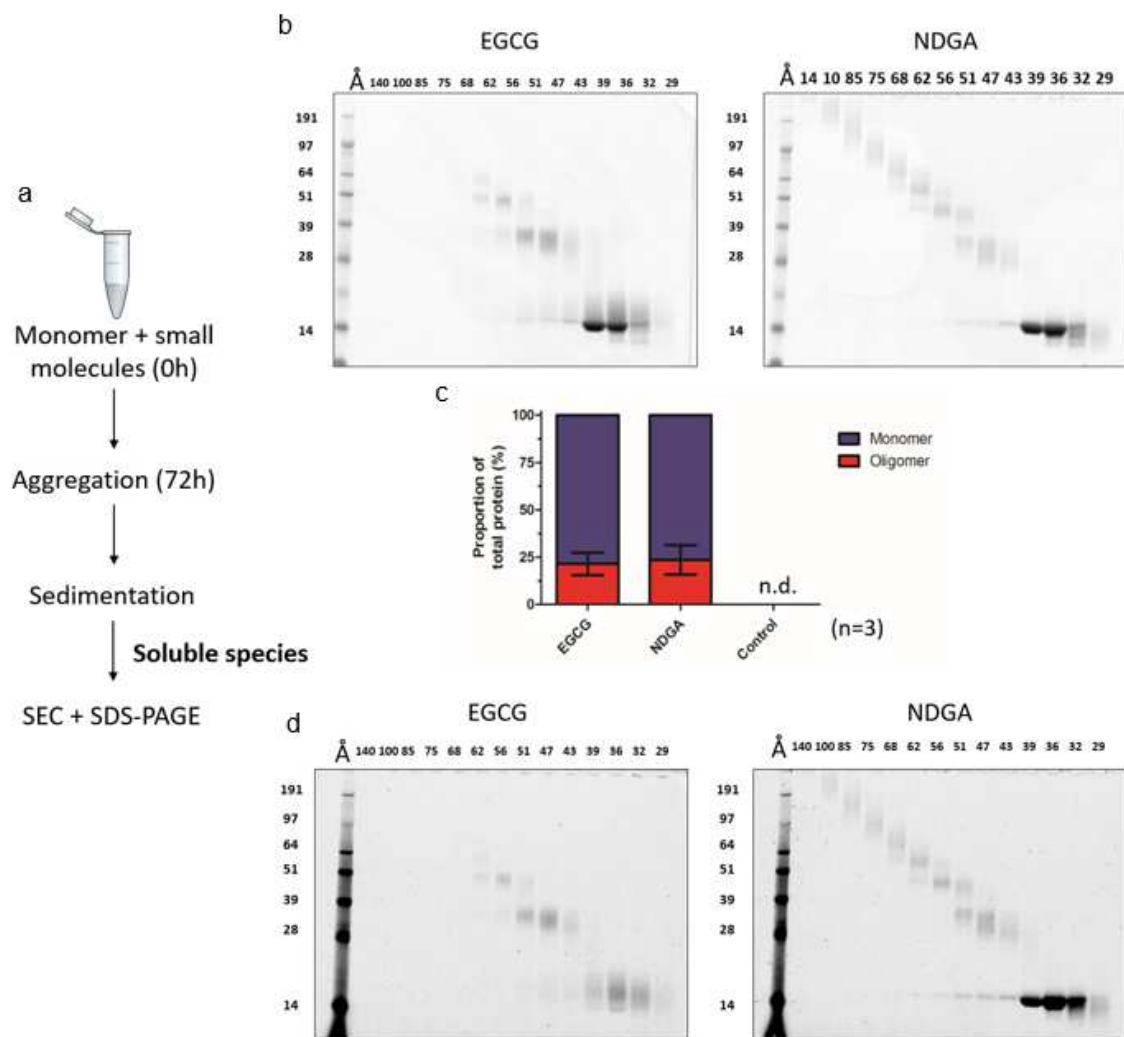 a
Monomer + small
molecules (0h)
Aggregation (72h)
Sedimentation
Soluble species
SEC + SDS-PAGE
b
EGCG
Å 140 100 85 75 68 62 56 51 47 43 39 36 32 29
191
97
64
51
39
28
14
NDGA
Å 14 10 85 75 68 62 56 51 47 43 39 36 32 29
191
97
64
51
39
28
14
c
Proportion of
total protein (%)
100
75
50
25
0
EGCG
NDGA
Control
n.d.
(n=3)
Monomer
Oligomer
d
EGCG
Å 140 100 85 75 68 62 56 51 47 43 39 36 32 29
191
97
64
51
39
28
14
NDGA
Å 140 100 85 75 68 62 56 51 47 43 39 36 32 29
191
97
64
51
39
28
14